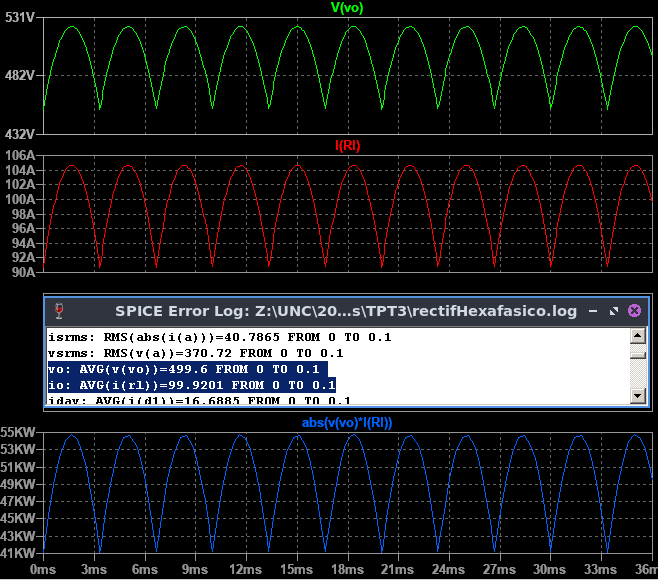 V(vo)
531V
482V
432V
I(Rl)
106A
104A
102A
100A
98A
96A
94A
92A
90A
SPICE Error Log: Z:\UNC\20...s\TPT3\rectifHexafasico.log
isrms: RMS(abs(i(a)))=40.7865 FROM 0 TO 0.1
vsrms: RMS(v(a))=370.72 FROM 0 TO 0.1
vo: AVG(v(vo))=499.6 FROM 0 TO 0.1
io: AVG(i(rl))=99.9201 FROM 0 TO 0.1
idav: AVG(i(d1))=16.6885 FROM 0 TO 0.1
abs(v(vo)*I(Rl))
55KW
53KW
51KW
49KW
47KW
45KW
43KW
41KW
0ms 3ms 6ms 9ms 12ms 15ms 18ms 21ms 24ms 27ms 30ms 33ms 36m